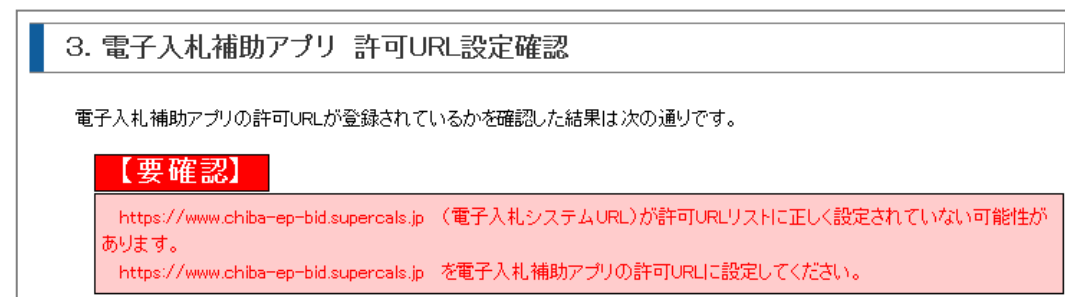 3. 電子入札補助アプリ 許可URL設定確認
電子入札補助アプリの許可URLが登録されているかを確認した結果は次の通りです。
【要確認】
https://www.chiba-ep-bid.supercals.jp （電子入札システムURL）が許可URLリストに正しく設定されていない可能性が
あります。
https://www.chiba-ep-bid.supercals.jp を電子入札補助アプリの許可URLに設定してください。